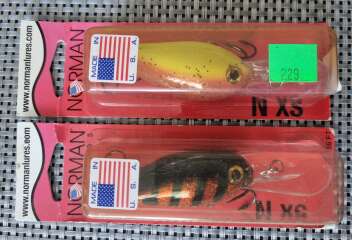 www.normanlures.com
NORMAN
MADE IN
U. S. A.
229
N XS
www.normanlures.com
NORMAN
MADE IN
U. S. A.
N XS